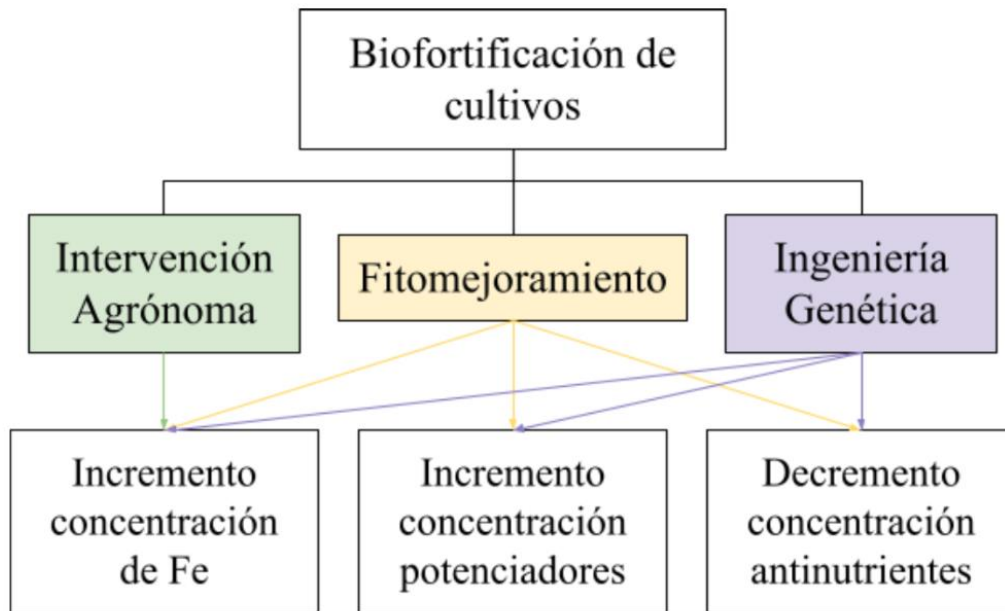 Biofortificación de
cultivos
Intervención
Agrónoma
Fitomejoramiento
Ingeniería
Genética
Incremento
concentración
de Fe
Incremento
concentración
potenciadores
Decremento
concentración
antinutrientes